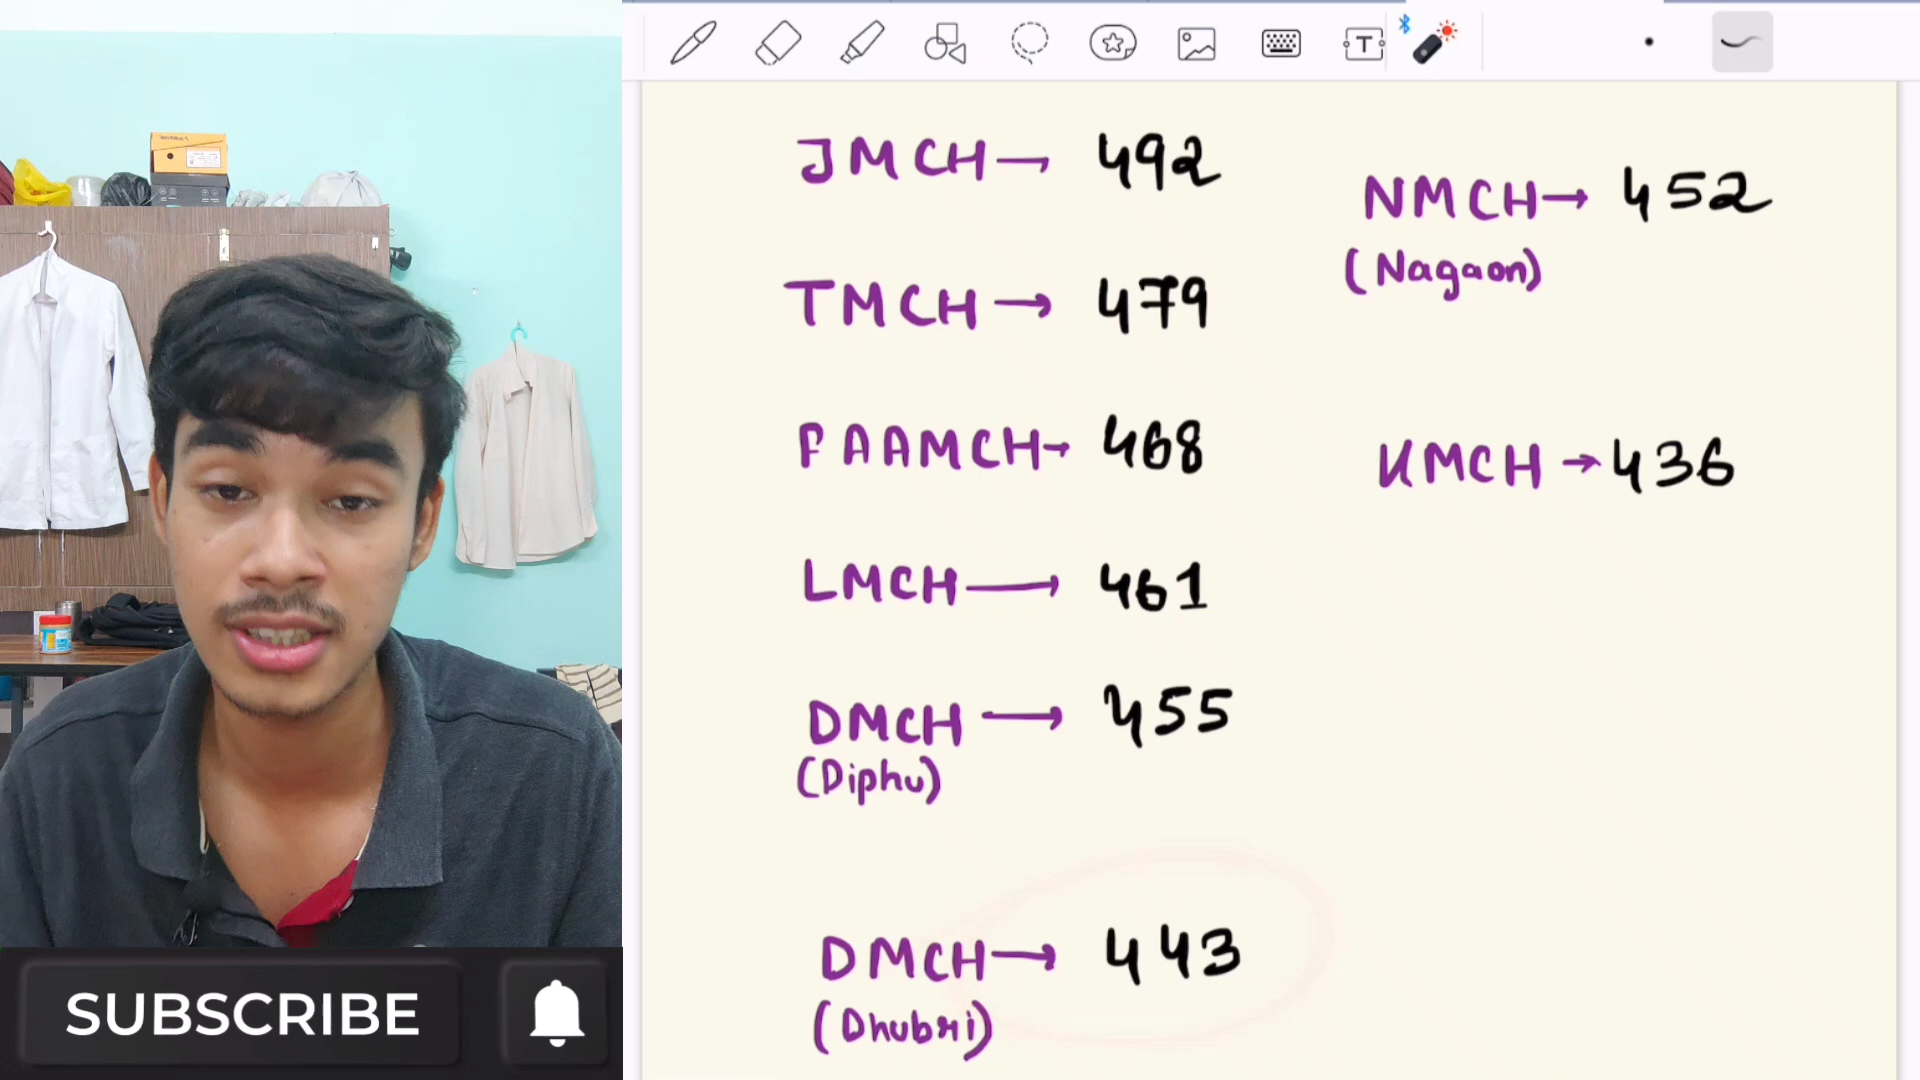 JMCH → 492
TMCH → 479
FAAMCH → 468
LMCH → 461
DMCH → 455
(Diphu)
DMCH → 443
(Dhubri)
NMCH → 452
(Nagaon)
KMCH → 436
T
SUBSCRIBE